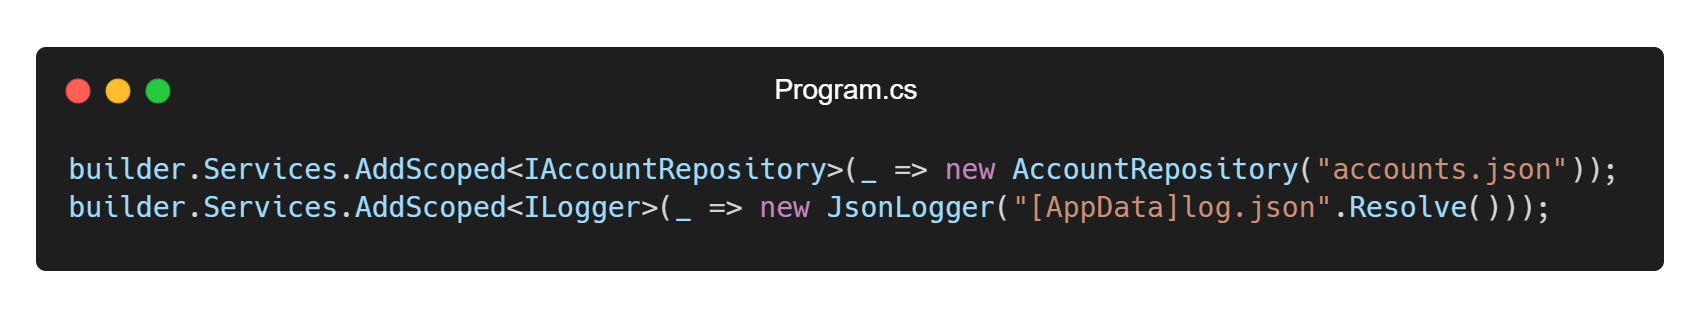 Program.cs
builder.Services.AddScoped<IAccountRepository>(_ => new AccountRepository("accounts.json"));
builder.Services.AddScoped<ILogger>(_ => new JsonLogger("[AppData]log.json".Resolve()));